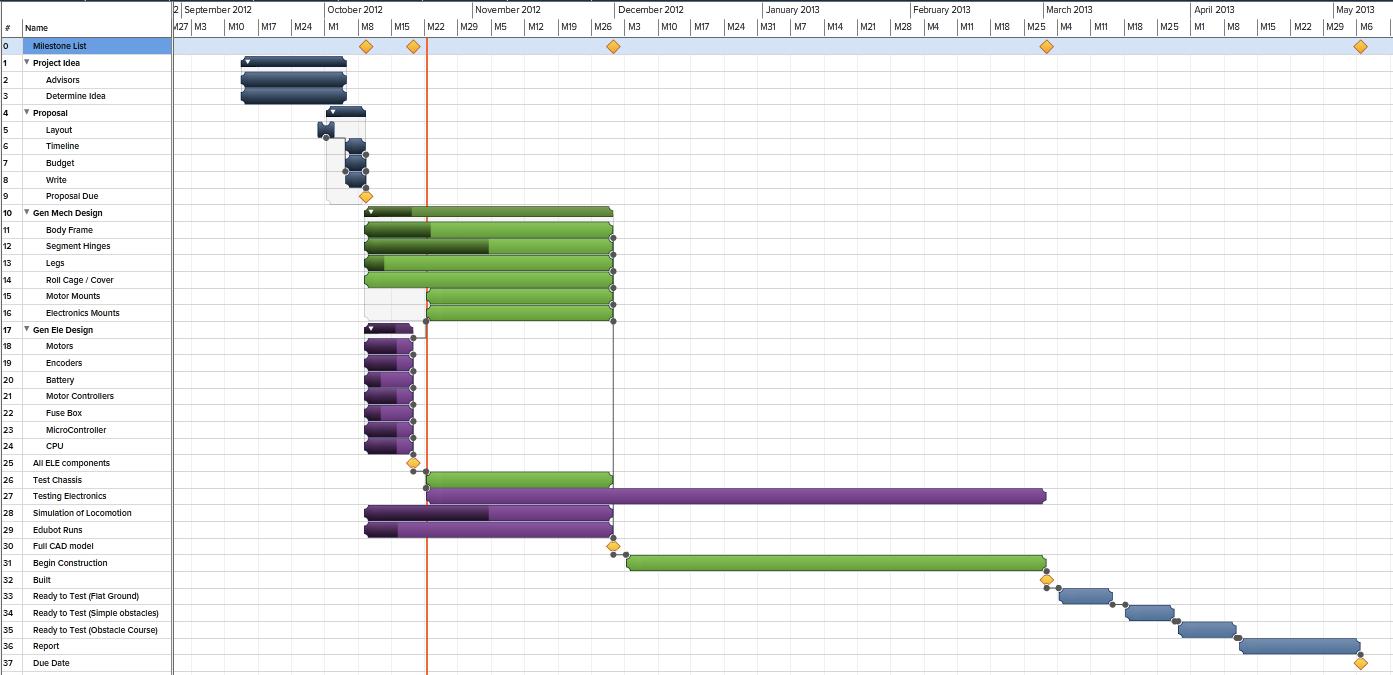 2 September 2012 October 2012 November 2012 December 2012 January 2013 February 2013 March 2013 April 2013 May 2013
# Name M27 M3 M10 M17 M24 M1 M8 M15 M22 M29 M5 M12 M19 M26 M3 M10 M17 M24 M31 M7 M14 M21 M28 M4 M11 M18 M25 M4 M11 M18 M25 M1 M8 M15 M22 M29 M6
0 Milestone List
1 Project Idea
2 Advisors
3 Determine Idea
4 Proposal
5 Layout
6 Timeline
7 Budget
8 Write
9 Proposal Due
10 Gen Mech Design
11 Body Frame
12 Segment Hinges
13 Legs
14 Roll Cage / Cover
15 Motor Mounts
16 Electronics Mounts
17 Gen Ele Design
18 Motors
19 Encoders
20 Battery
21 Motor Controllers
22 Fuse Box
23 MicroController
24 CPU
25 All ELE components
26 Test Chassis
27 Testing Electronics
28 Simulation of Locomotion
29 Edubot Runs
30 Full CAD model
31 Begin Construction
32 Built
33 Ready to Test (Flat Ground)
34 Ready to Test (Simple obstacles)
35 Ready to Test (Obstacle Course)
36 Report
37 Due Date